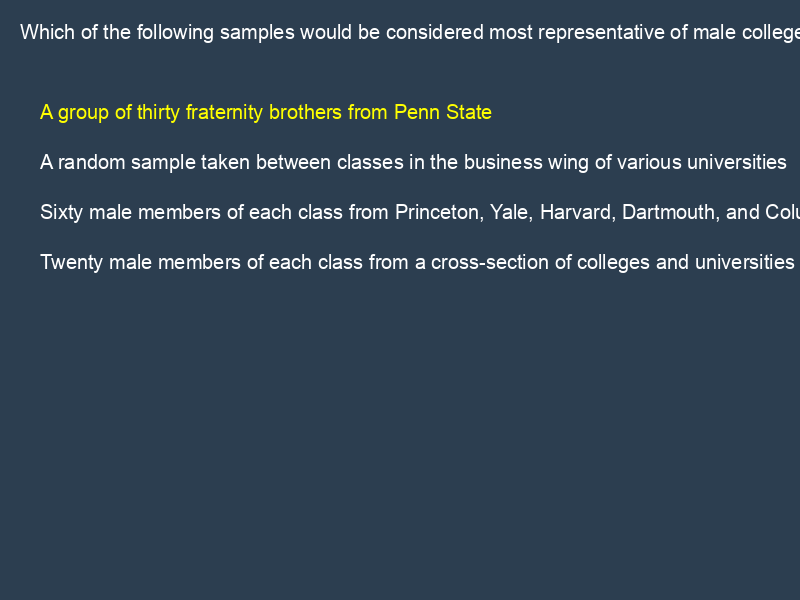 Which of the following samples would be considered most representative of male college
A group of thirty fraternity brothers from Penn State
A random sample taken between classes in the business wing of various universities
Sixty male members of each class from Princeton, Yale, Harvard, Dartmouth, and
Twenty male members of each class from a cross-section of colleges and universities